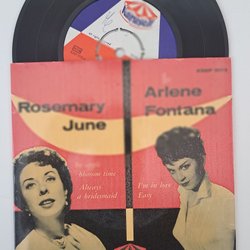 Rosemary
June
Arlene
Fontana
blossom time
Always
a bridesmaid
I'm in love
Easy